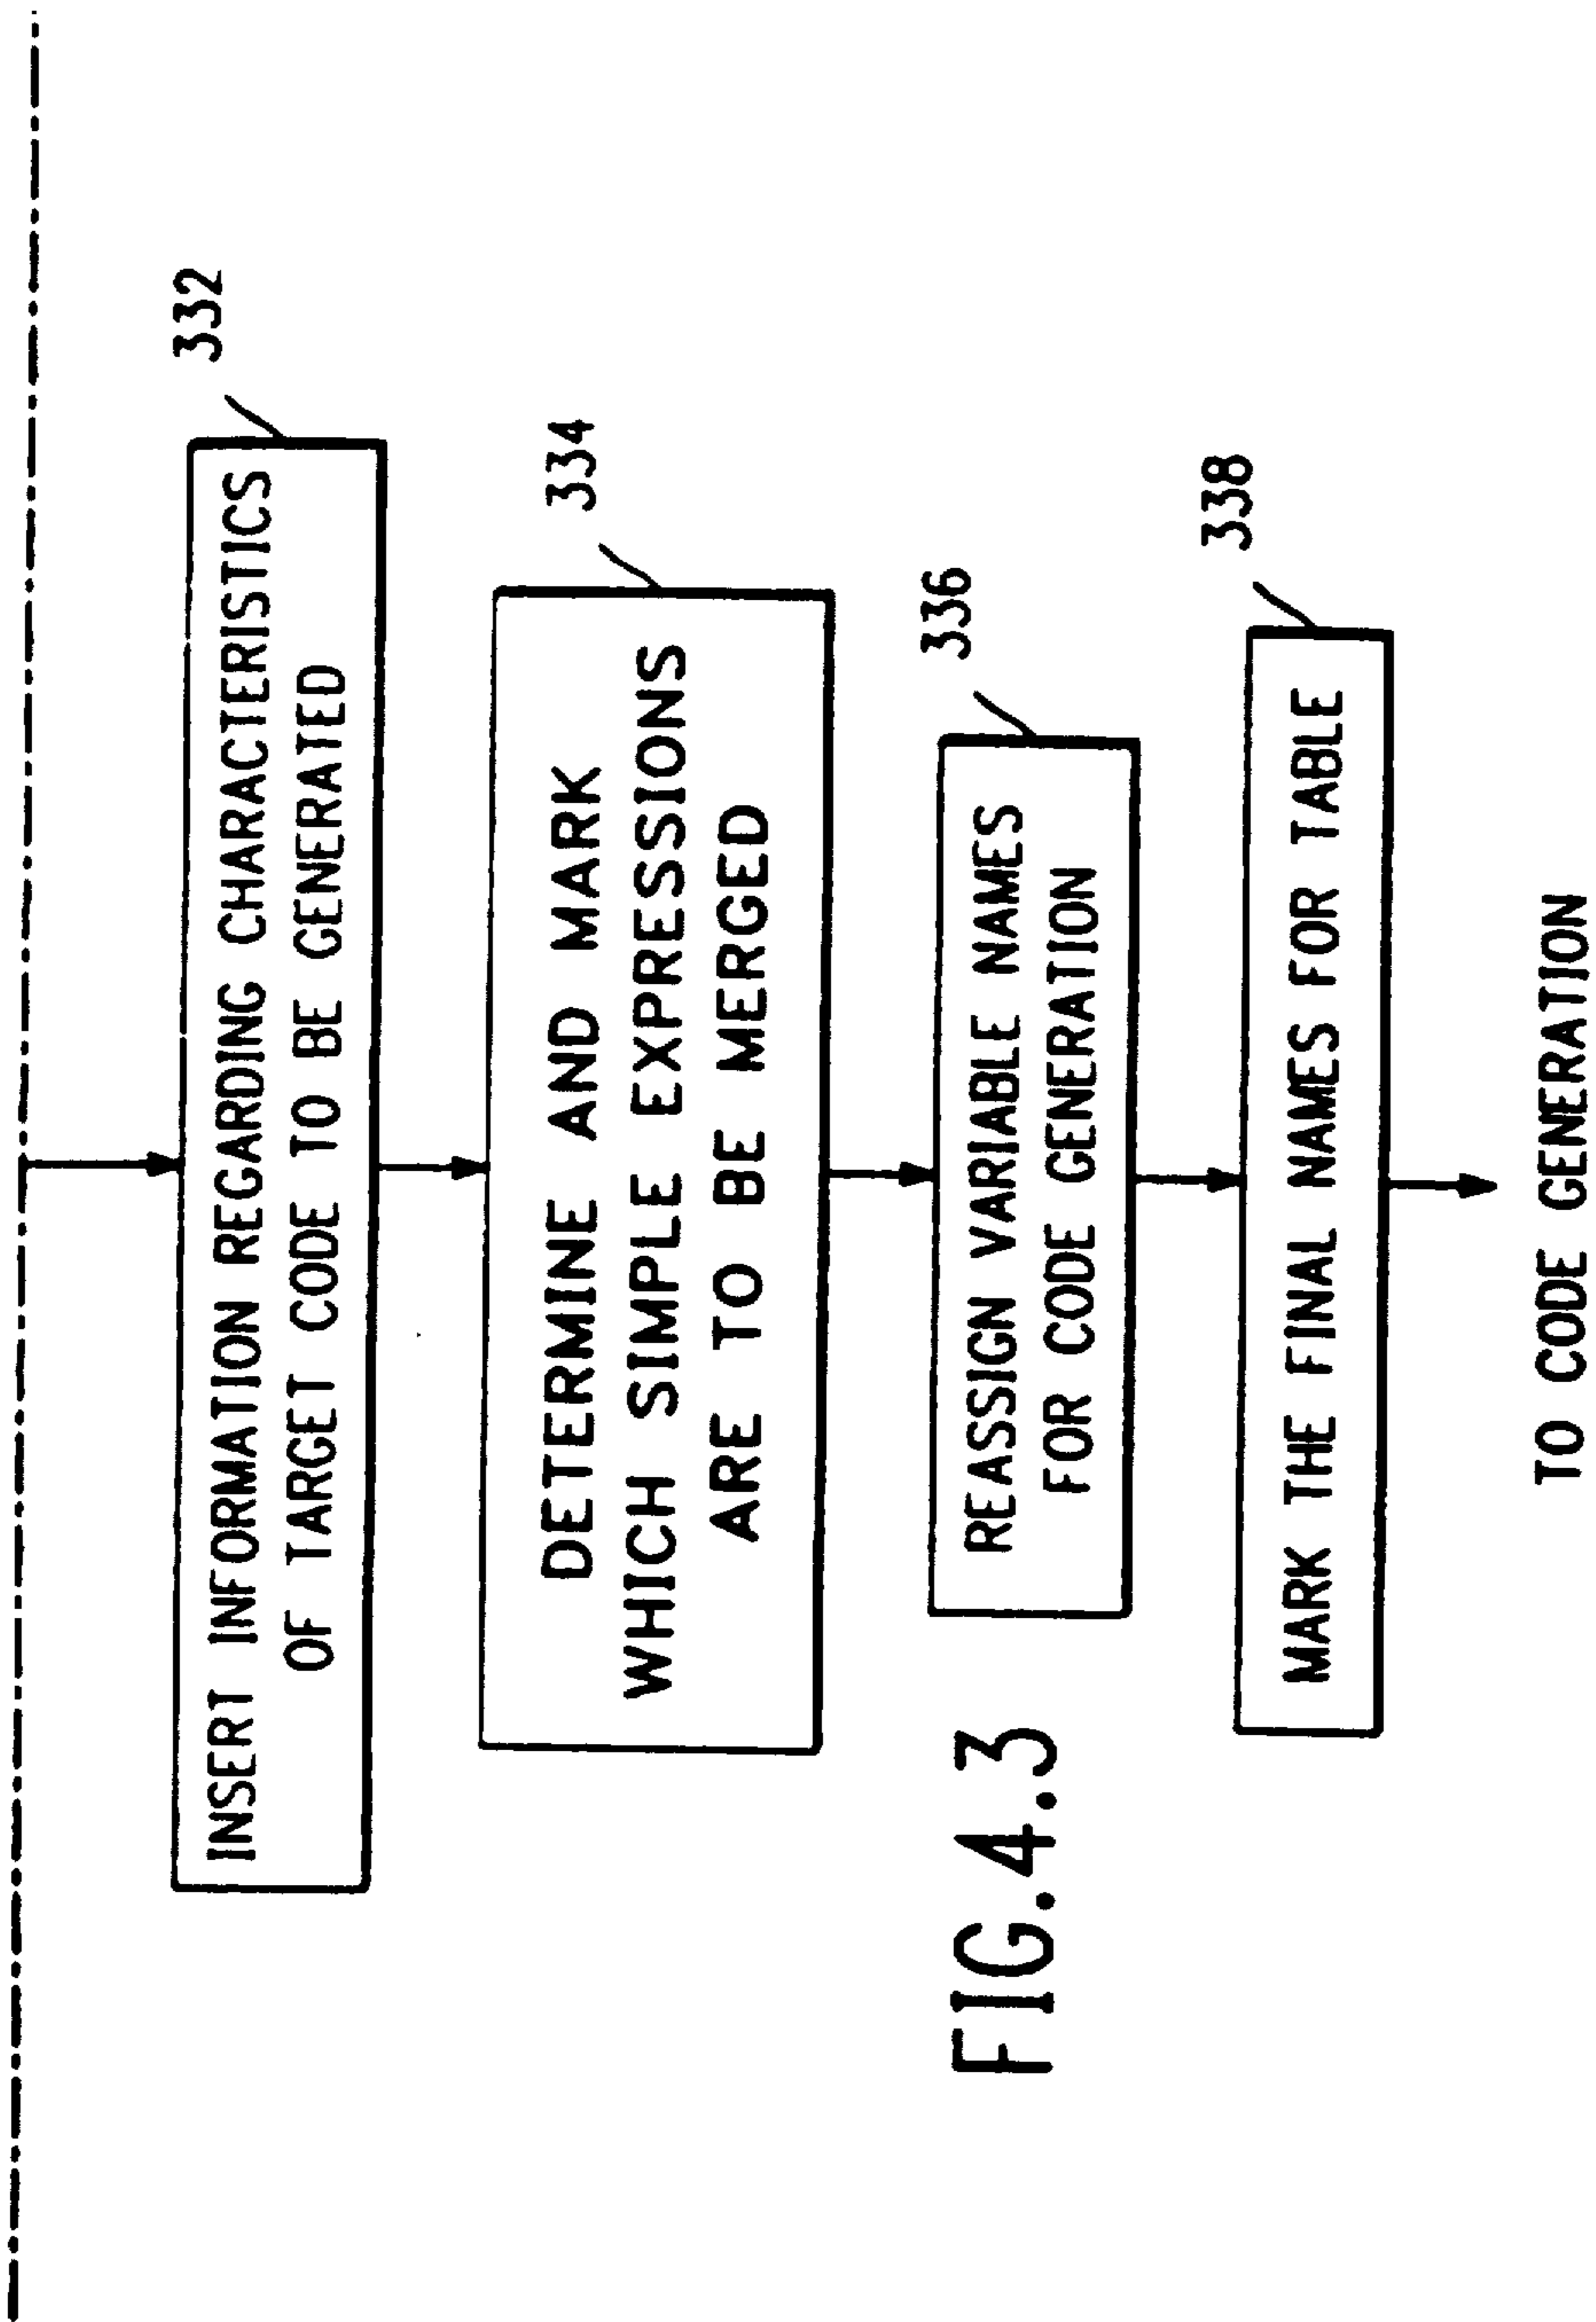 332
INSERT INFORMATION REGARDING CHARACTERISTICS
OF TARGET CODE TO BE GENERATED
334
DETERMINE AND MARK
WHICH SIMPLE EXPRESSIONS
ARE TO BE MERGED
336
REASSIGN VARIABLE NAMES
FOR CODE GENERATION
FIG.4.3
338
MARK THE FINAL NAMES FOR TABLE
TO CODE GENERATION